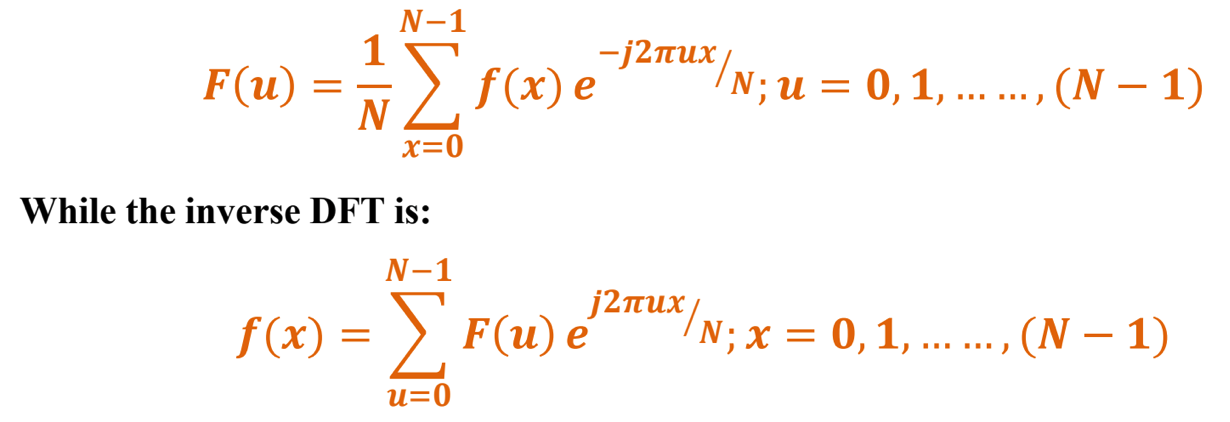 F(u) = 1/N ∑_{x=0}^{N−1} f(x) e^{−j2πux/N}; u = 0, 1, … … , (N − 1)
While the inverse DFT is:
f(x) = ∑_{u=0}^{N−1} F(u) e^{j2πux/N}; x = 0, 1, … … , (N − 1)